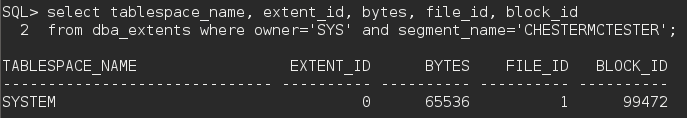 SQL> select tablespace_name, extent_id, bytes, file_id, block_id
  2  from dba_extents where owner='SYS' and segment_name='CHESTERMCTESTER';
TABLESPACE_NAME                 EXTENT_ID      BYTES    FILE_ID   BLOCK_ID
------------------------------ ---------- ---------- ---------- ----------
SYSTEM                                  0      65536          1      99472